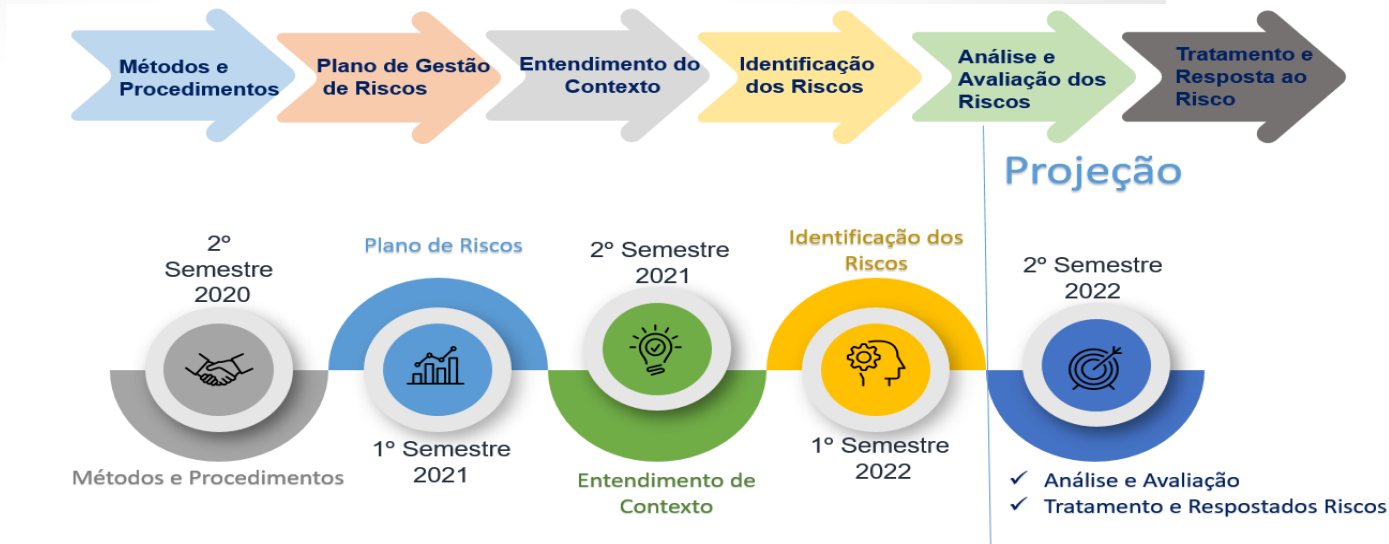 Métodos e
Procedimentos
Plano de Gestão
de Riscos
Entendimento do
Contexto
Identificação
dos Riscos
Análise e
Avaliação dos
Riscos
Tratamento e
Resposta ao
Risco
Projeção
2º
Semestre
2020
Métodos e Procedimentos
Plano de Riscos
1º Semestre
2021
2º Semestre
2021
Entendimento de
Contexto
Identificação dos
Riscos
1º Semestre
2022
2º Semestre
2022
✓ Análise e Avaliação
✓ Tratamento e Respostados Riscos